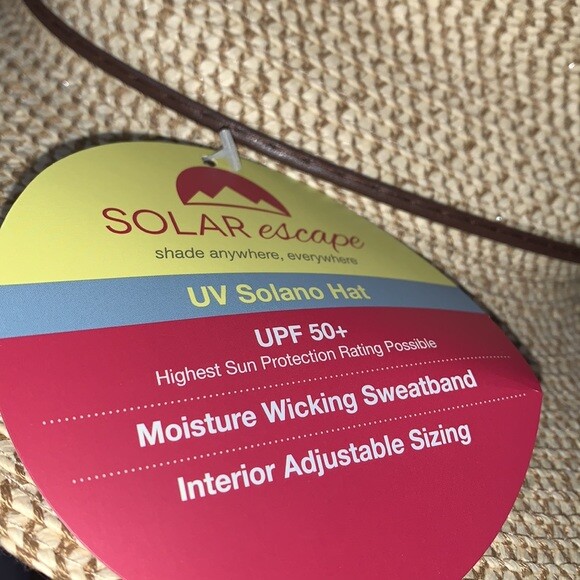 SOLAR escape
shade anywhere, everywhere
UV Solano Hat
UPF 50+
Highest Sun Protection Rating Possible
Moisture Wicking Sweatband
Interior Adjustable Sizing